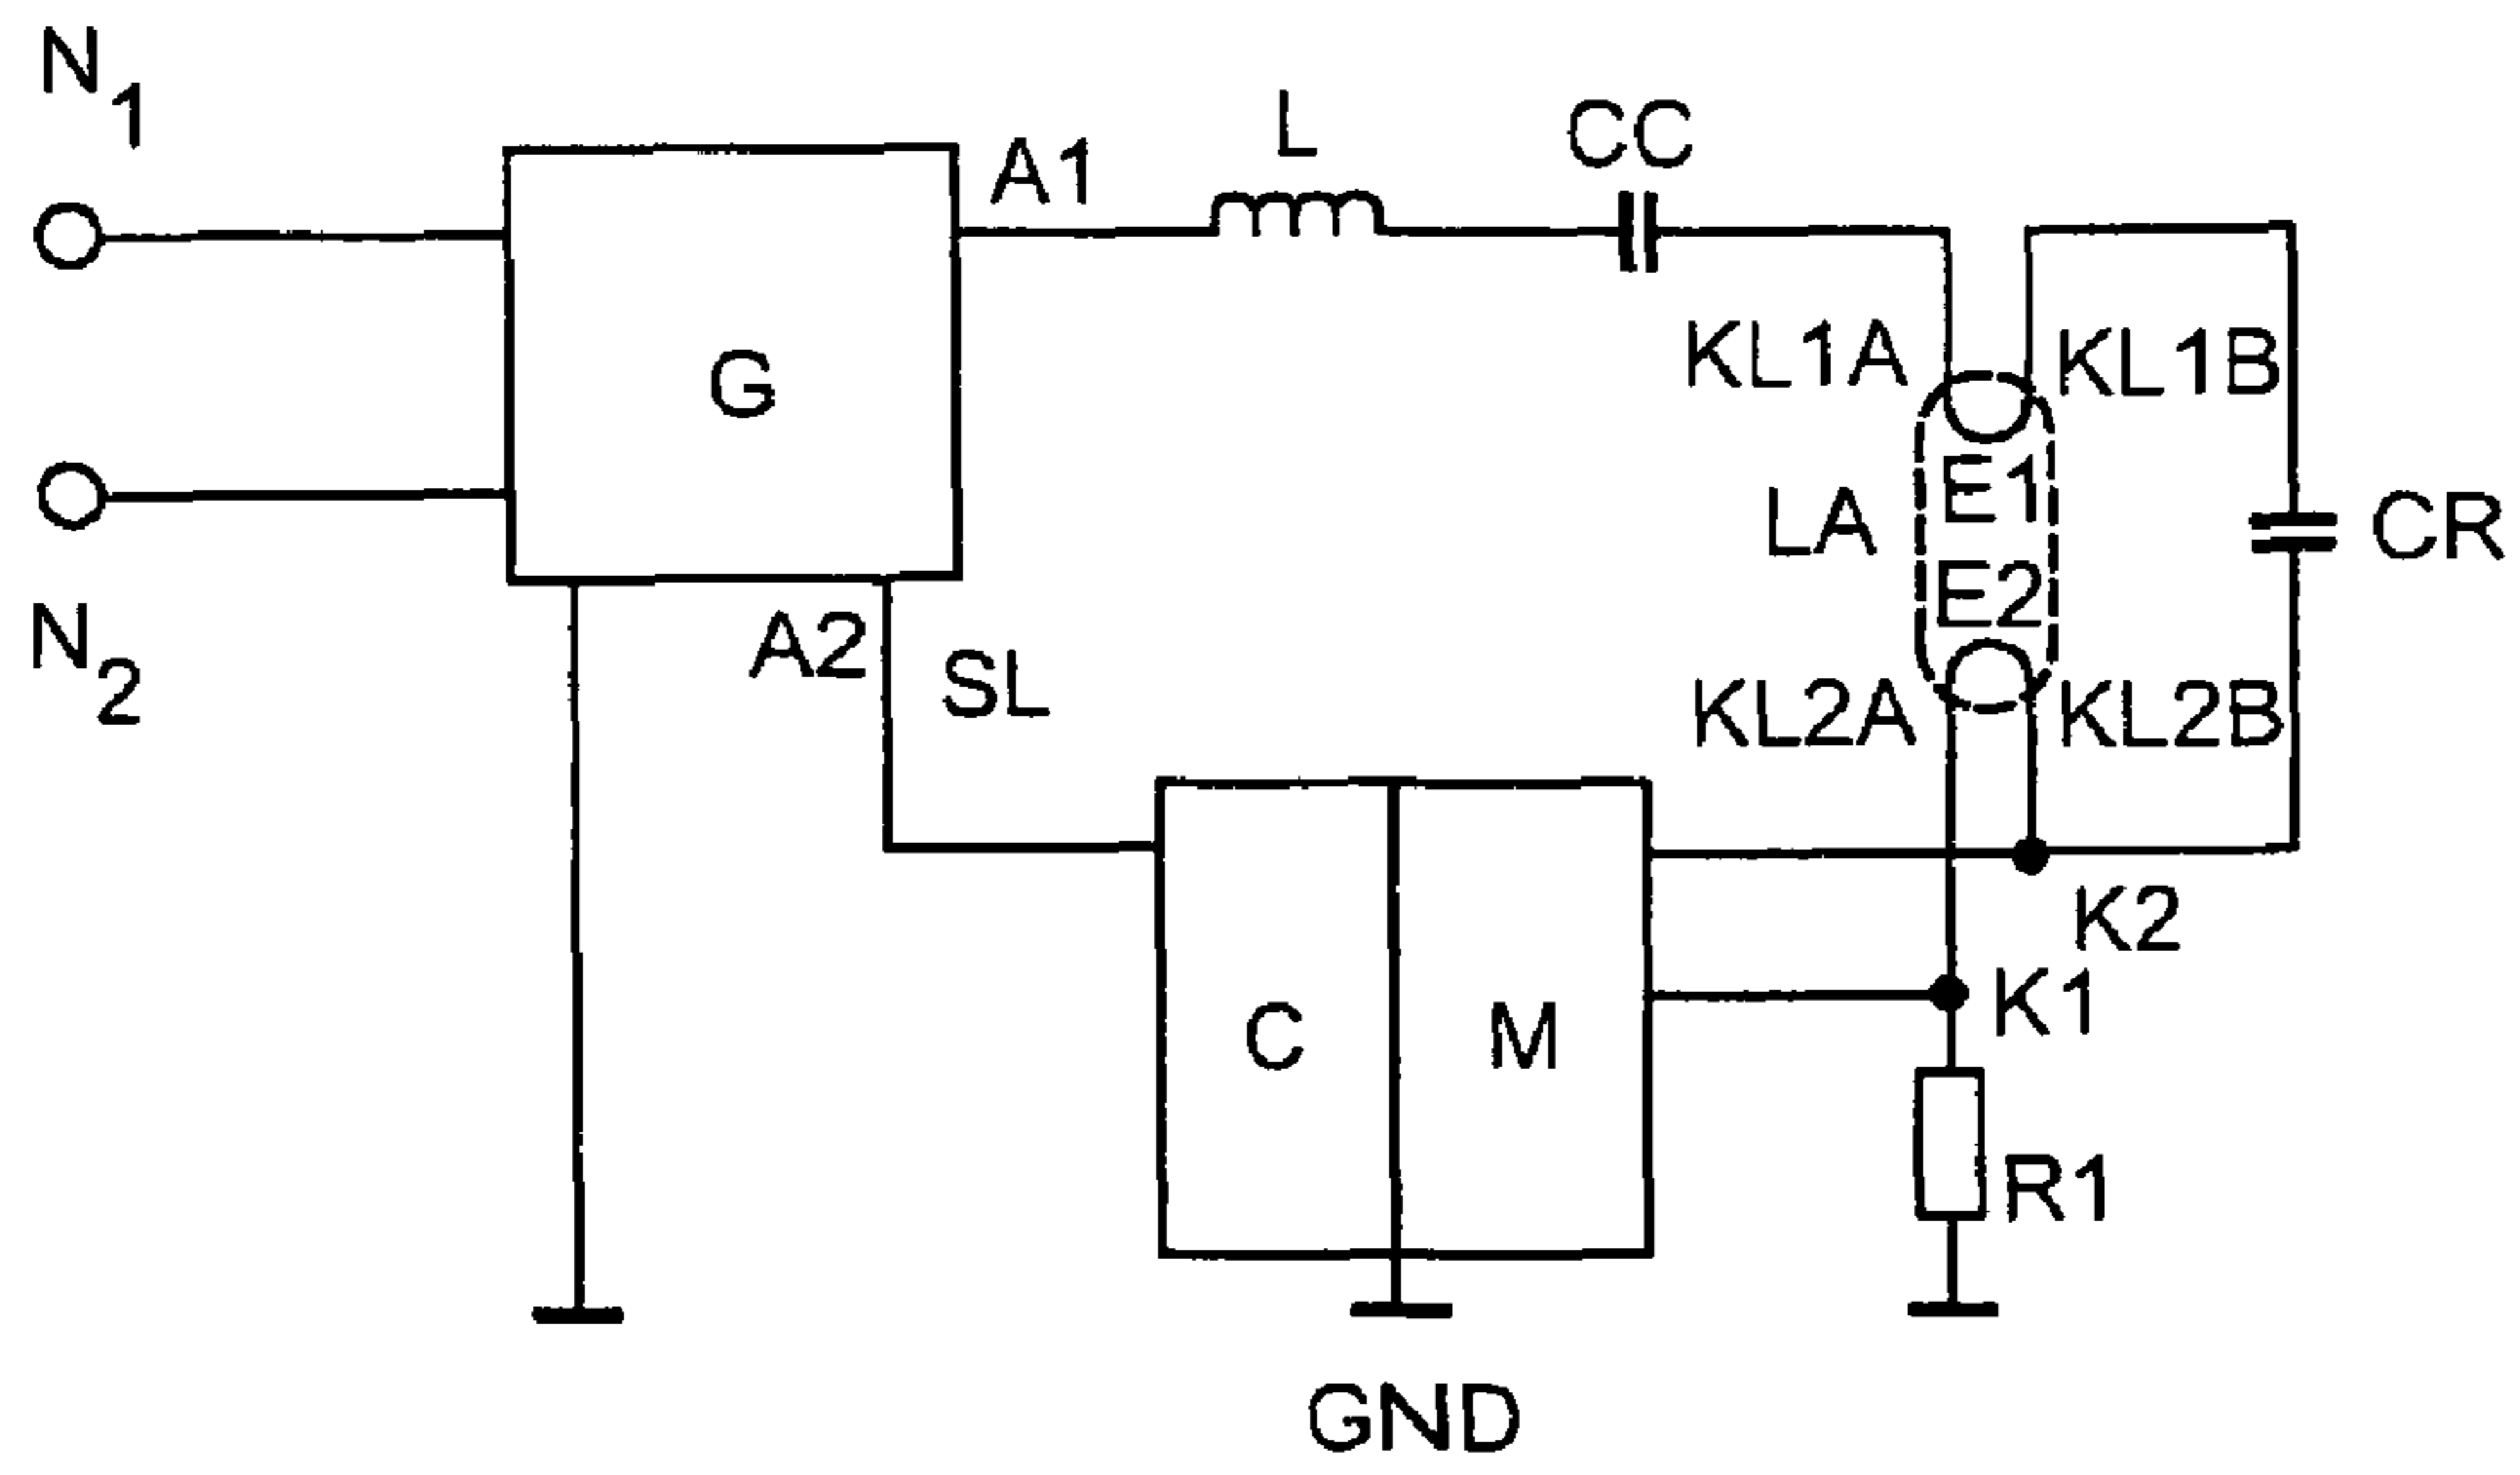 N1
L
CC
A1
G
KL1A
KL1B
E1
LA
CR
E2
N2
A2
SL
KL2A
KL2B
K2
K1
C
M
R1
GND